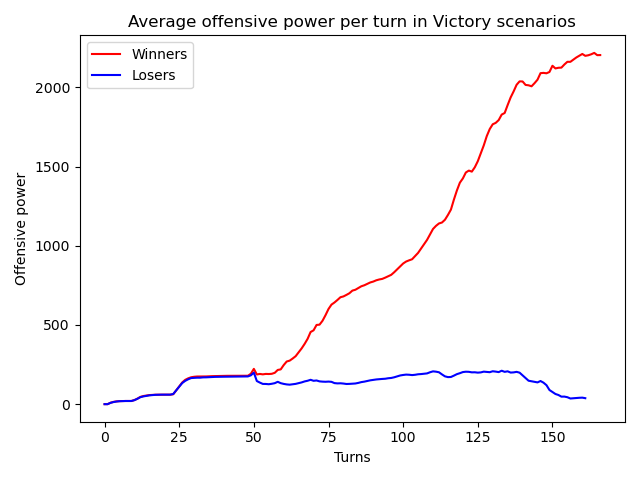 Average offensive power per turn in Victory scenarios
Winners
Losers
Offensive power
2000
1500
1000
500
0
0 25 50 75 100 125 150
Turns